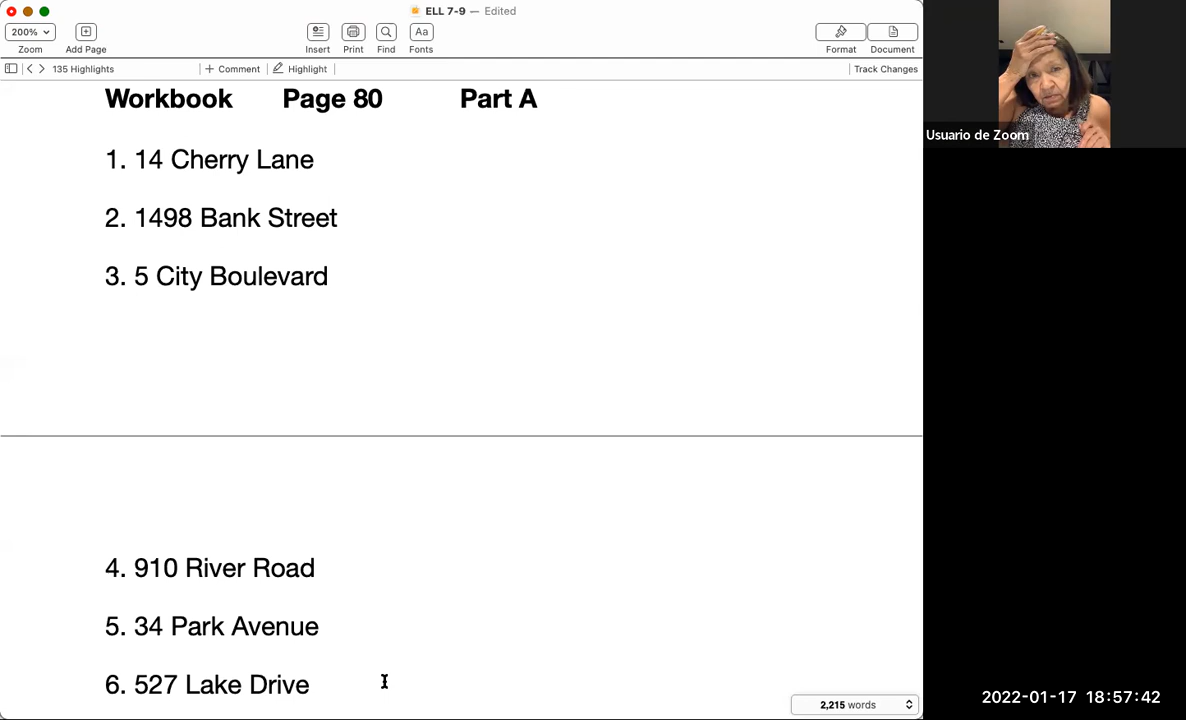 ELL 7-9 — Edited
200%
Zoom
Add Page
Insert
Print
Find
Aa
Fonts
Format
Document
135 Highlights
+ Comment
Highlight
Track Changes
Workbook Page 80 Part A
1. 14 Cherry Lane
2. 1498 Bank Street
3. 5 City Boulevard
4. 910 River Road
5. 34 Park Avenue
6. 527 Lake Drive
2,215 words
Usuario de Zoom
2022-01-17 18:57:42